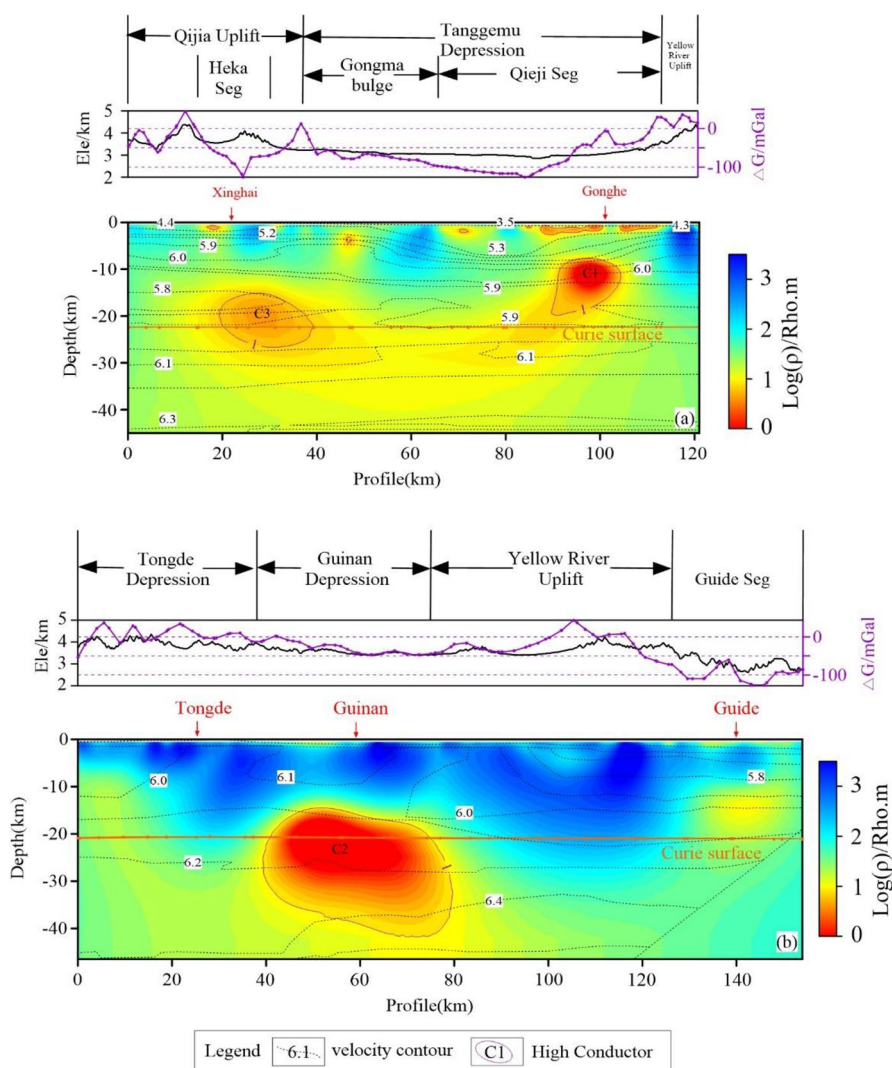 Qijia Uplift
Tanggemu
Depression
Yellow
River
Uplift
Heka
Seg
Gongma
bulge
Qieji Seg
Ele/km
5
4
3
2
0
-100
△G/mGal
Xinghai
Gonghe
Depth(km)
0
-10
-20
-30
-40
4.4
5.2
3.5
4.3
5.9
5.3
6.0
C1
6.0
5.8
5.9
C3
5.9
Curie surface
6.1
6.1
6.3
(a)
0
20
40
60
80
100
120
Profile(km)
3
2
1
0
Log(ρ)/Rho.m
Tongde
Depression
Guinan
Depression
Yellow River
Uplift
Guide Seg
Ele/km
5
4
3
2
0
-100
△G/mGal
Tongde
Guinan
Guide
Depth(km)
0
-10
-20
-30
-40
6.0
6.1
5.8
6.0
C2
Curie surface
6.2
6.4
(b)
0
20
40
60
80
100
120
140
Profile(km)
3
2
1
0
Log(ρ)/Rho.m
Legend
6.1
velocity contour
C1
High Conductor